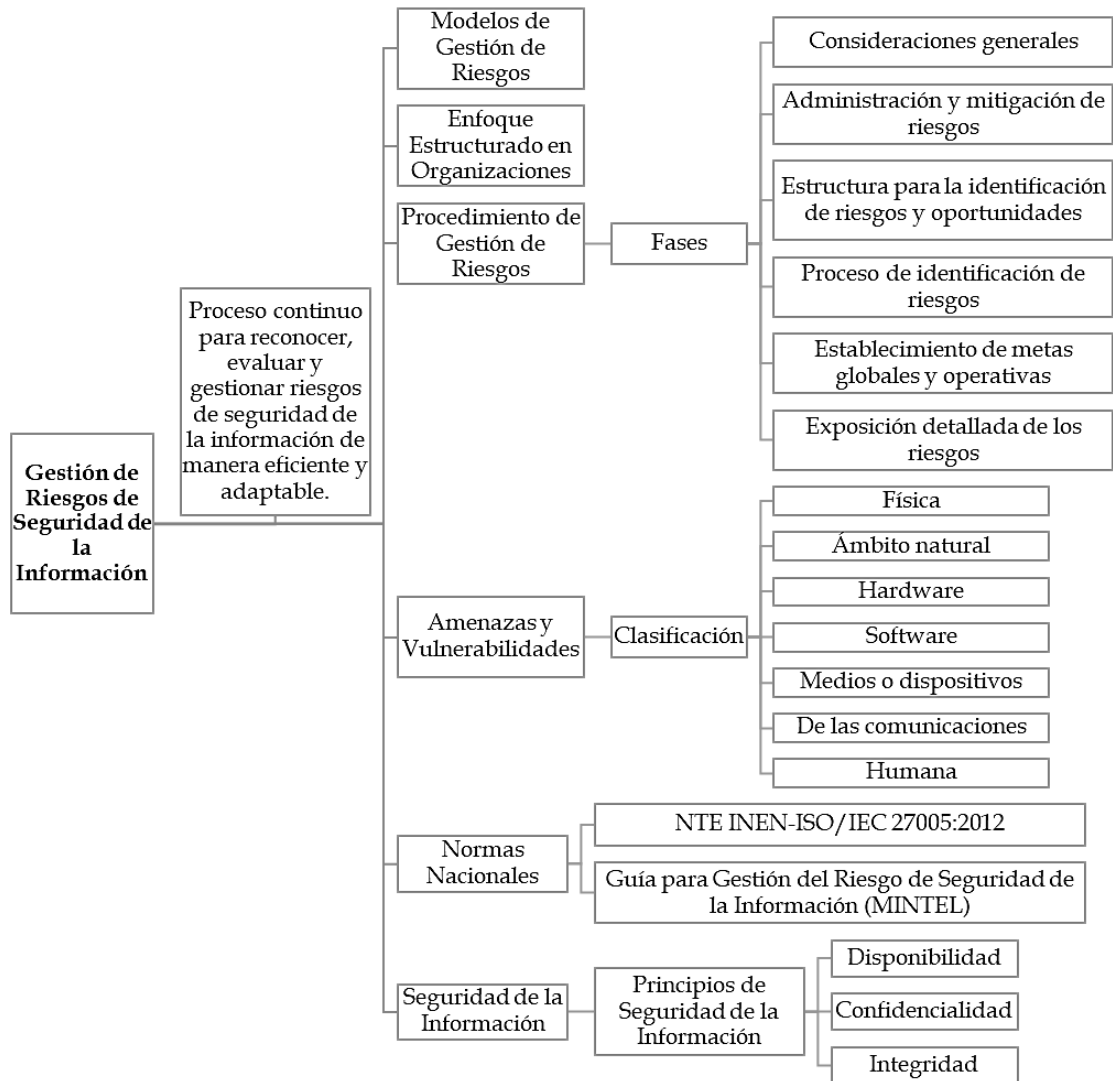 Gestión de
Riesgos de
Seguridad de
la
Información
Proceso continuo
para reconocer,
evaluar y
gestionar riesgos
de seguridad de
la información de
manera eficiente y
adaptable.
Modelos de
Gestión de
Riesgos
Enfoque
Estructurado en
Organizaciones
Procedimiento de
Gestión de
Riesgos
Fases
Consideraciones generales
Administración y mitigación de
riesgos
Estructura para la identificación
de riesgos y oportunidades
Proceso de identificación de
riesgos
Establecimiento de metas
globales y operativas
Exposición detallada de los
riesgos
Amenazas y
Vulnerabilidades
Clasificación
Física
Ámbito natural
Hardware
Software
Medios o dispositivos
De las comunicaciones
Humana
Normas
Nacionales
NTE INEN-ISO/IEC 27005:2012
Guía para Gestión del Riesgo de Seguridad de
la Información (MINTEL)
Seguridad de la
Información
Principios de
Seguridad de la
Información
Disponibilidad
Confidencialidad
Integridad